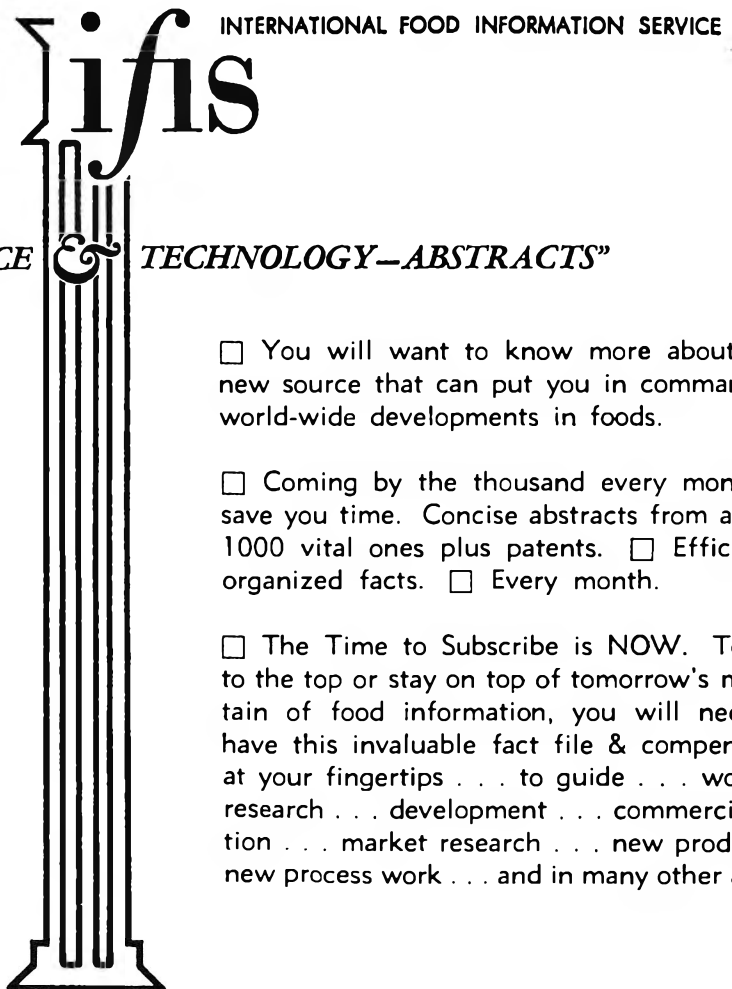 INTERNATIONAL FOOD INFORMATION SERVICE
ifis
CE & TECHNOLOGY—ABSTRACTS”
☐ You will want to know more about
new source that can put you in comman
world-wide developments in foods.
☐ Coming by the thousand every mon
save you time. Concise abstracts from a
1000 vital ones plus patents. ☐ Effic
organized facts. ☐ Every month.
☐ The Time to Subscribe is NOW. T
to the top or stay on top of tomorrow's m
tain of food information, you will nee
have this invaluable fact file & compen
at your fingertips . . . to guide . . . wo
research . . . development . . . commerci
tion . . . market research . . . new prod
new process work . . . and in many other